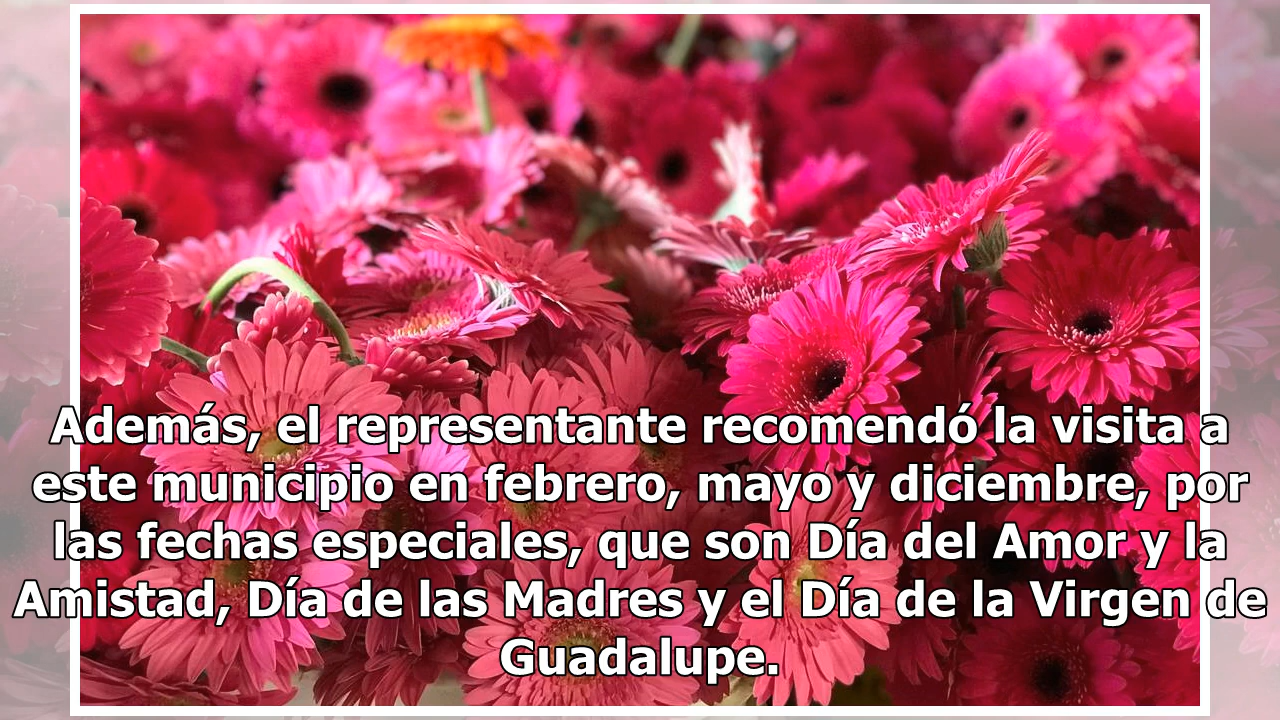 Además, el representante recomendó la visita a
este municipio en febrero, mayo y diciembre, por
las fechas especiales, que son Día del Amor y la
Amistad, Día de las Madres y el Día de la Virgen de
Guadalupe.